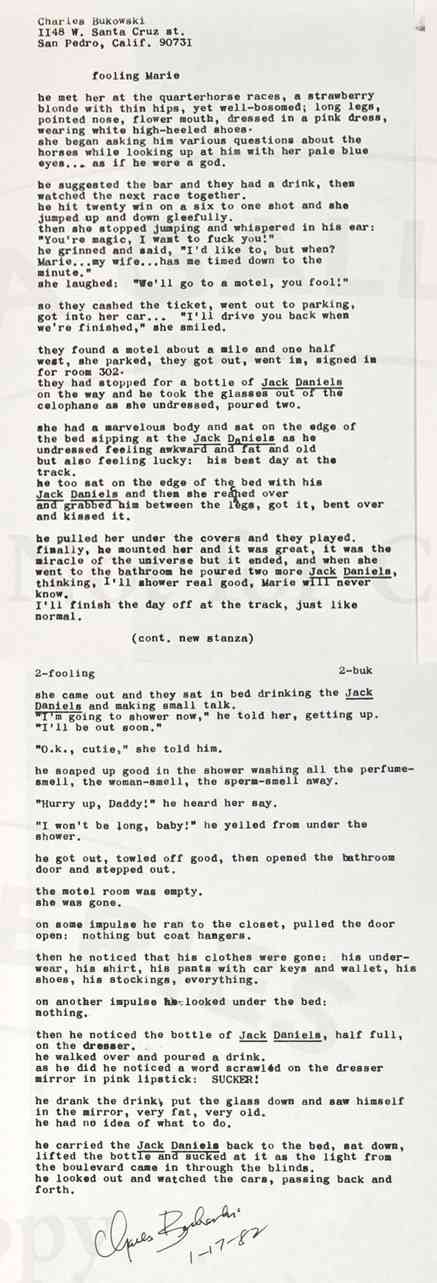 Charles Bukowski
1148 W. Santa Cruz st.
San Pedro, Calif. 90731
fooling Marie
he met her at the quarterhorse races, a strawberry
blonde with thin hips, yet well-bosomed; long legs,
pointed nose, flower mouth, dressed in a pink dress,
wearing white high-heeled shoes.
she began asking him various questions about the
horses while looking up at him with her pale blue
eyes... as if he were a god.
he suggested the bar and they had a drink, then
watched the next race together.
he hit twenty win on a six to one shot and she
jumped up and down gleefully.
then she stopped jumping and whispered in his ear:
"You're magic, I want to fuck you!"
he grinned and said, "I'd like to, but when?
Marie...my wife...has me timed down to the
minute."
she laughed: "We'll go to a motel, you fool!"
so they cashed the ticket, went out to parking,
got into her car... "I'll drive you back when
we're finished," she smiled.
they found a motel about a mile and one half
west, she parked, they got out, went in, signed in
for room 302.
they had stopped for a bottle of Jack Daniels
on the way and he took the glasses out of the
celophane as she undressed, poured two.
she had a marvelous body and sat on the edge of
the bed sipping at the Jack Daniels as he
undressed feeling awkward and fat and old
but also feeling lucky: his best day at the
track.
he too sat on the edge of the bed with his
Jack Daniels and then she reached over
and grabbed him between the legs, got it, bent over
and kissed it.
he pulled her under the covers and they played.
finally, he mounted her and it was great, it was the
miracle of the universe but it ended, and when she
went to the bathroom he poured two more Jack Daniels,
thinking, I'll shower real good, Marie will never
know.
I'll finish the day off at the track, just like
normal.
(cont. new stanza)
2-fooling
2-buk
she came out and they sat in bed drinking the Jack
Daniels and making small talk.
"I'm going to shower now," he told her, getting up.
"I'll be out soon."
"O.k., cutie," she told him.
he soaped up good in the shower washing all the perfume-
smell, the woman-smell, the sperm-smell away.
"Hurry up, Daddy!" he heard her say.
"I won't be long, baby!" he yelled from under the
shower.
he got out, towled off good, then opened the bathroom
door and stepped out.
the motel room was empty.
she was gone.
on some impulse he ran to the closet, pulled the door
open: nothing but coat hangers.
then he noticed that his clothes were gone: his under-
wear, his shirt, his pants with car keys and wallet, his
shoes, his stockings, everything.
on another impulse he looked under the bed:
nothing.
then he noticed the bottle of Jack Daniels, half full,
on the dresser.
he walked over and poured a drink.
as he did he noticed a word scrawled on the dresser
mirror in pink lipstick: SUCKER!
he drank the drink, put the glass down and saw himself
in the mirror, very fat, very old.
he had no idea of what to do.
he carried the Jack Daniels back to the bed, sat down,
lifted the bottle and sucked at it as the light from
the boulevard came in through the blinds.
he looked out and watched the cars, passing back and
forth.
Charles Bukowski
1-17-82